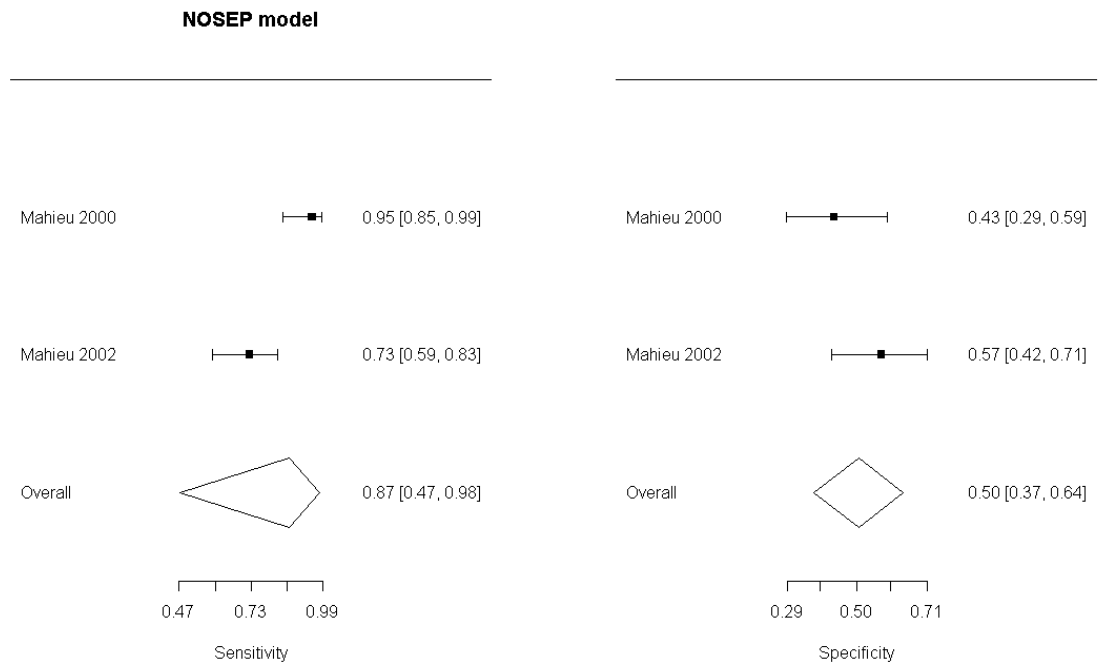 NOSEP model
Mahieu 2000 0.95 [0.85, 0.99]
Mahieu 2002 0.73 [0.59, 0.83]
Overall 0.87 [0.47, 0.98]
0.47 0.73 0.99
Sensitivity
Mahieu 2000 0.43 [0.29, 0.59]
Mahieu 2002 0.57 [0.42, 0.71]
Overall 0.50 [0.37, 0.64]
0.29 0.50 0.71
Specificity